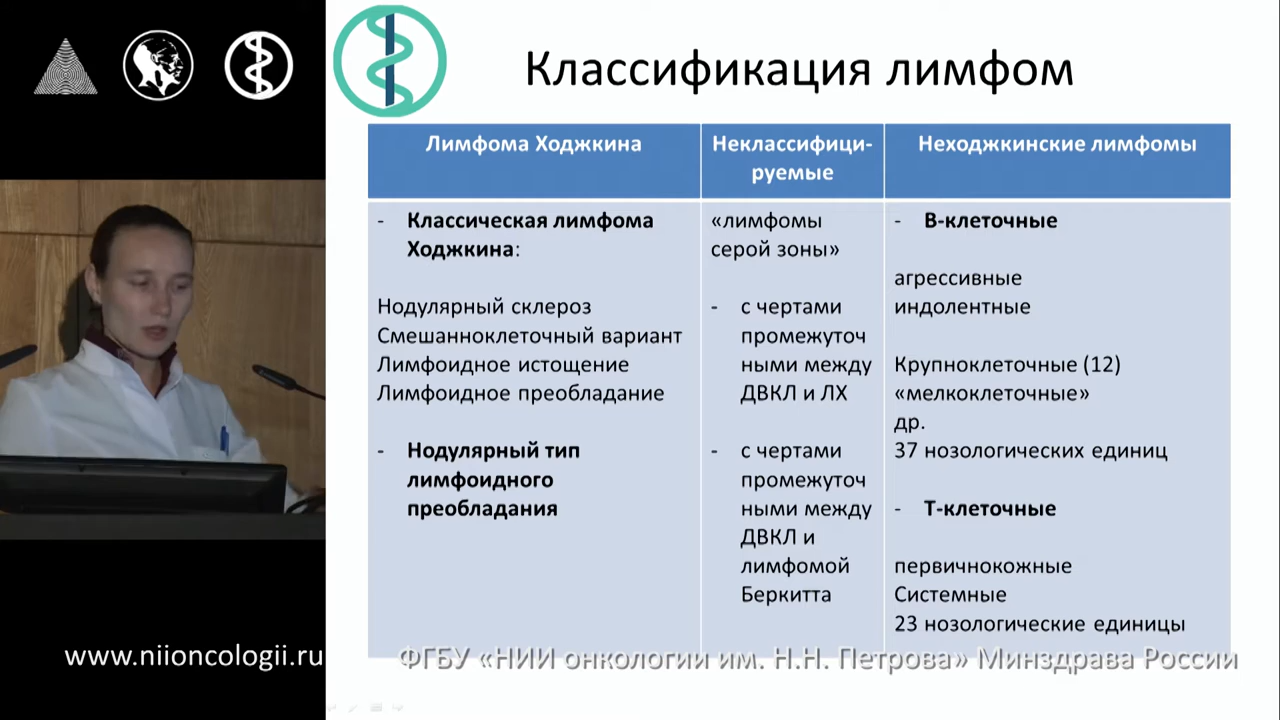 Классификация лимфом
Лимфома Ходжкина
Неклассифици-
руемые
Неходжкинские лимфомы
- Классическая лимфома
Ходжкина:
Нодулярный склероз
Смешанноклеточный вариант
Лимфоидное истощение
Лимфоидное преобладание
- Нодулярный тип
лимфоидного
преобладания
«лимфомы
серой зоны»
- с чертами
промежуточ
ными между
ДВКЛ и ЛХ
- с чертами
промежуточ
ными между
ДВКЛ и
лимфомой
Беркитта
- В-клеточные
агрессивные
индолентные
Крупноклеточные (12)
«мелкоклеточные»
др.
37 нозологических единиц
- Т-клеточные
первичнокожные
Системные
23 нозологические единицы
www.niioncologii.ru
ФГБУ «НИИ онкологии им. Н.Н. Петрова» Минздрава России